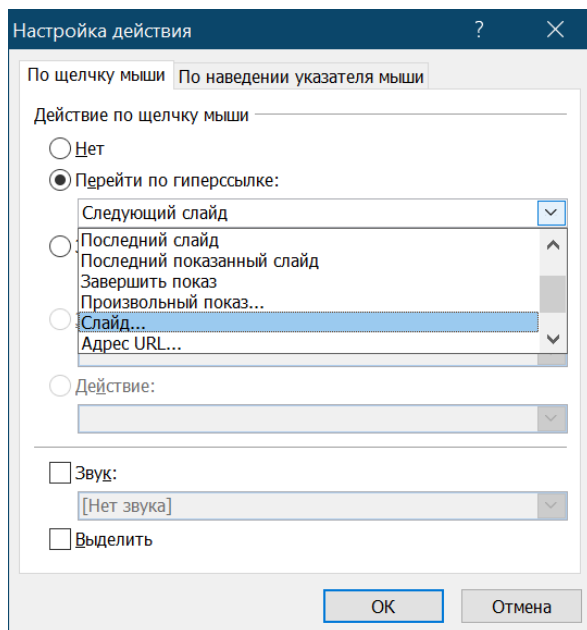 Настройка действия ?
По щелчку мыши По наведении указателя мыши
Действие по щелчку мыши
Нет
Перейти по гиперссылке:
Следующий слайд
Последний слайд
Последний показанный слайд
Завершить показ
Произвольный показ...
Слайд...
Адрес URL...
Действие:
Звук:
[Нет звука]
Выделить
ОК Отмена